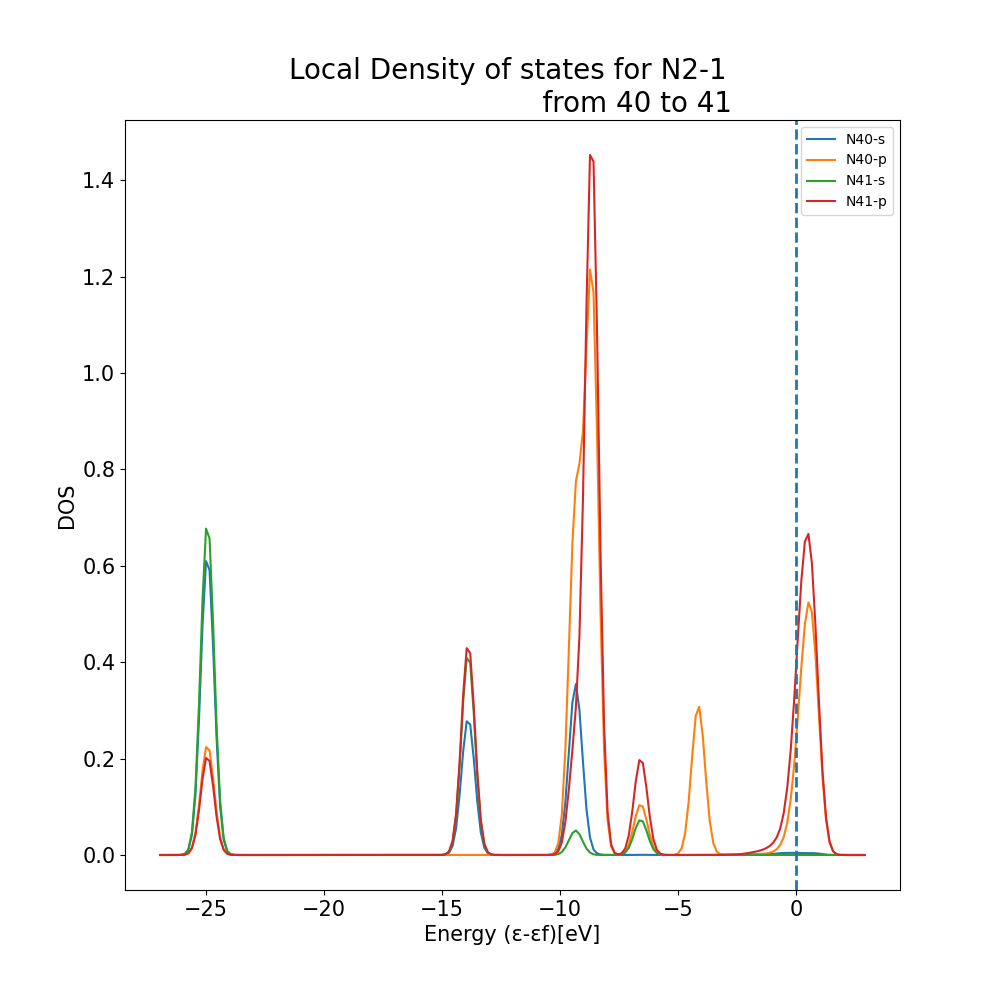 Local Density of states for N2-1
from 40 to 41
N40-s
N40-p
N41-s
N41-p
DOS
1.4
1.2
1.0
0.8
0.6
0.4
0.2
0.0
−25
−20
−15
−10
−5
0
Energy (ε-εf)[eV]